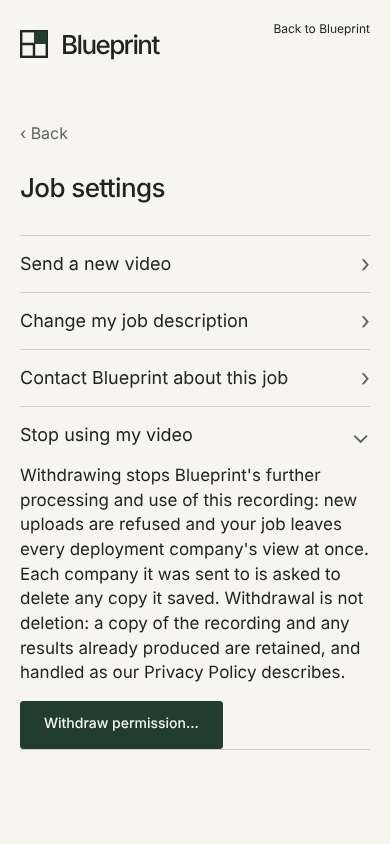 Blueprint
Back to Blueprint
‹ Back
Job settings
Send a new video
Change my job description
Contact Blueprint about this job
Stop using my video
Withdrawing stops Blueprint's further
processing and use of this recording: new
uploads are refused and your job leaves
every deployment company's view at once.
Each company it was sent to is asked to
delete any copy it saved. Withdrawal is not
deletion: a copy of the recording and any
results already produced are retained, and
handled as our Privacy Policy describes.
Withdraw permission...